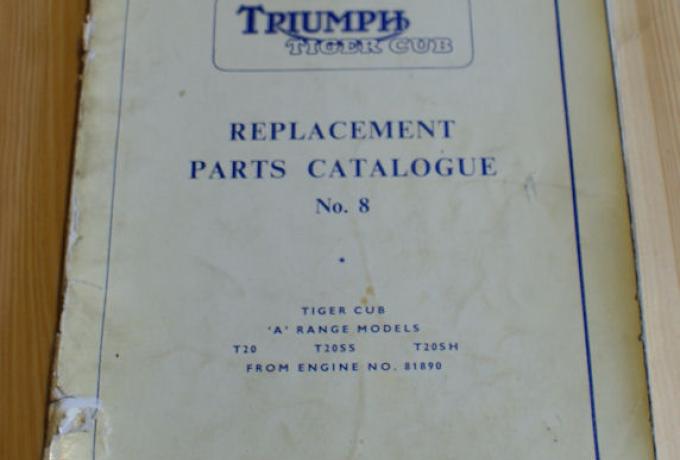 TRIUMPH
TIGER CUB
REPLACEMENT
PARTS CATALOGUE
No. 8
TIGER CUB
'A' RANGE MODELS
T20 T20SS T20SH
FROM ENGINE NO. 81890